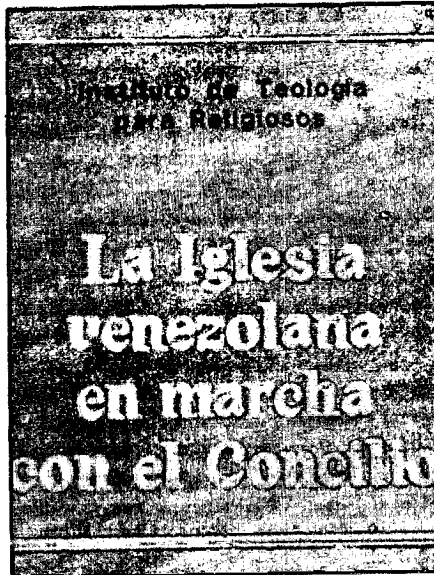 Instituto de Teología
para Religiosos
La Iglesia
venezolana
en marcha
con el Concilio